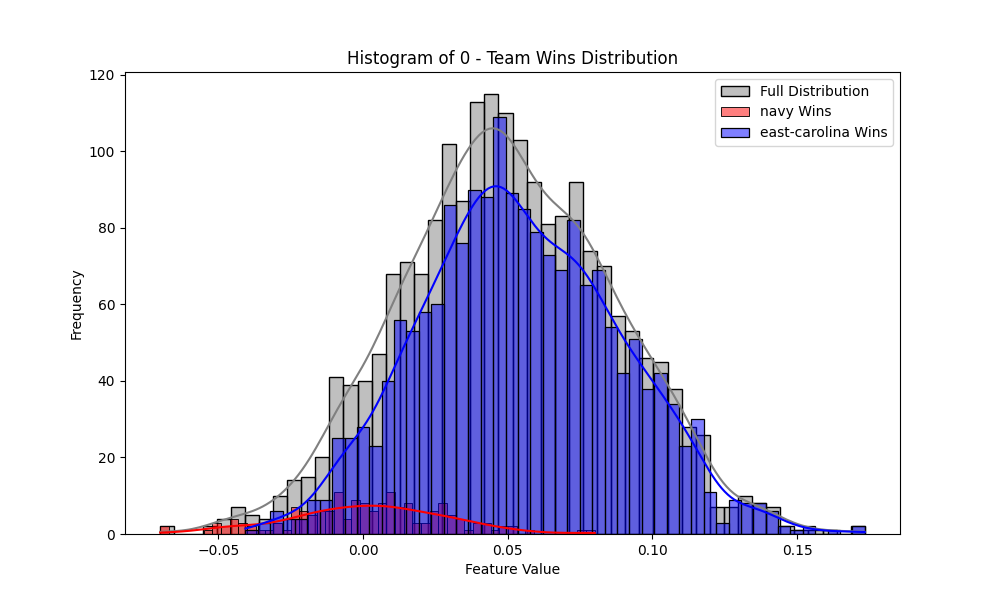 Histogram of 0 - Team Wins Distribution
Full Distribution
navy Wins
east-carolina Wins
Frequency
120
100
80
60
40
20
0
−0.05
0.00
0.05
0.10
0.15
Feature Value